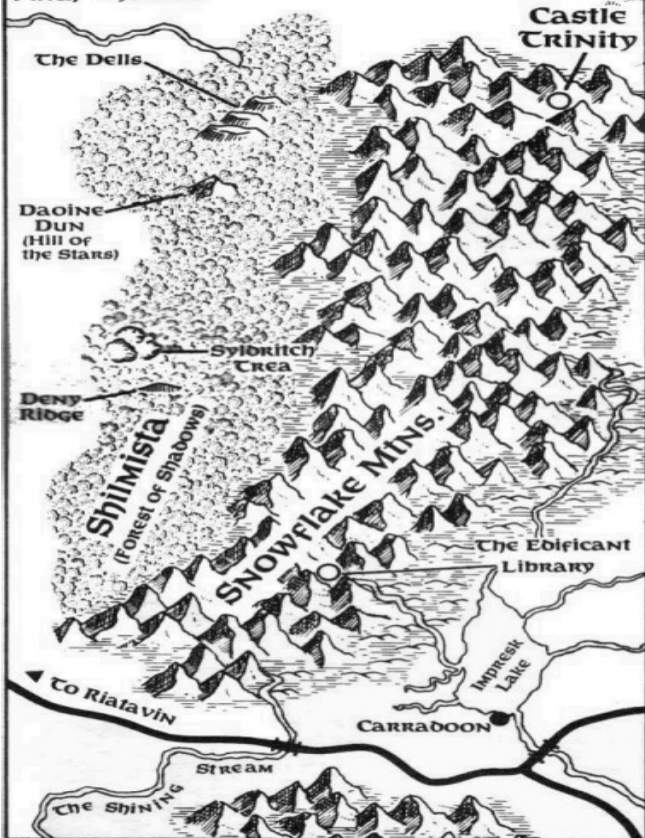 Castle
Trinity
The Dells
Daoine
Dun
(Hill of
the Stars)
Syldritch
Trea
Deny
Ridge
Shilmista
(Forest of Shadows)
Snowflake Mtns.
The Edificant
Library
Impresk
Lake
To Riatavin
Carradoon
Stream
The Shining